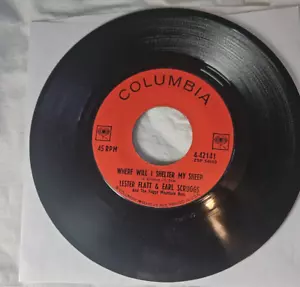 COLUMBIA
45 RPM
4-42141
WHERE WILL I SHELTER MY SHEEP
LESTER FLATT & EARL SCRUGGS
and The Foggy Mountain Boys